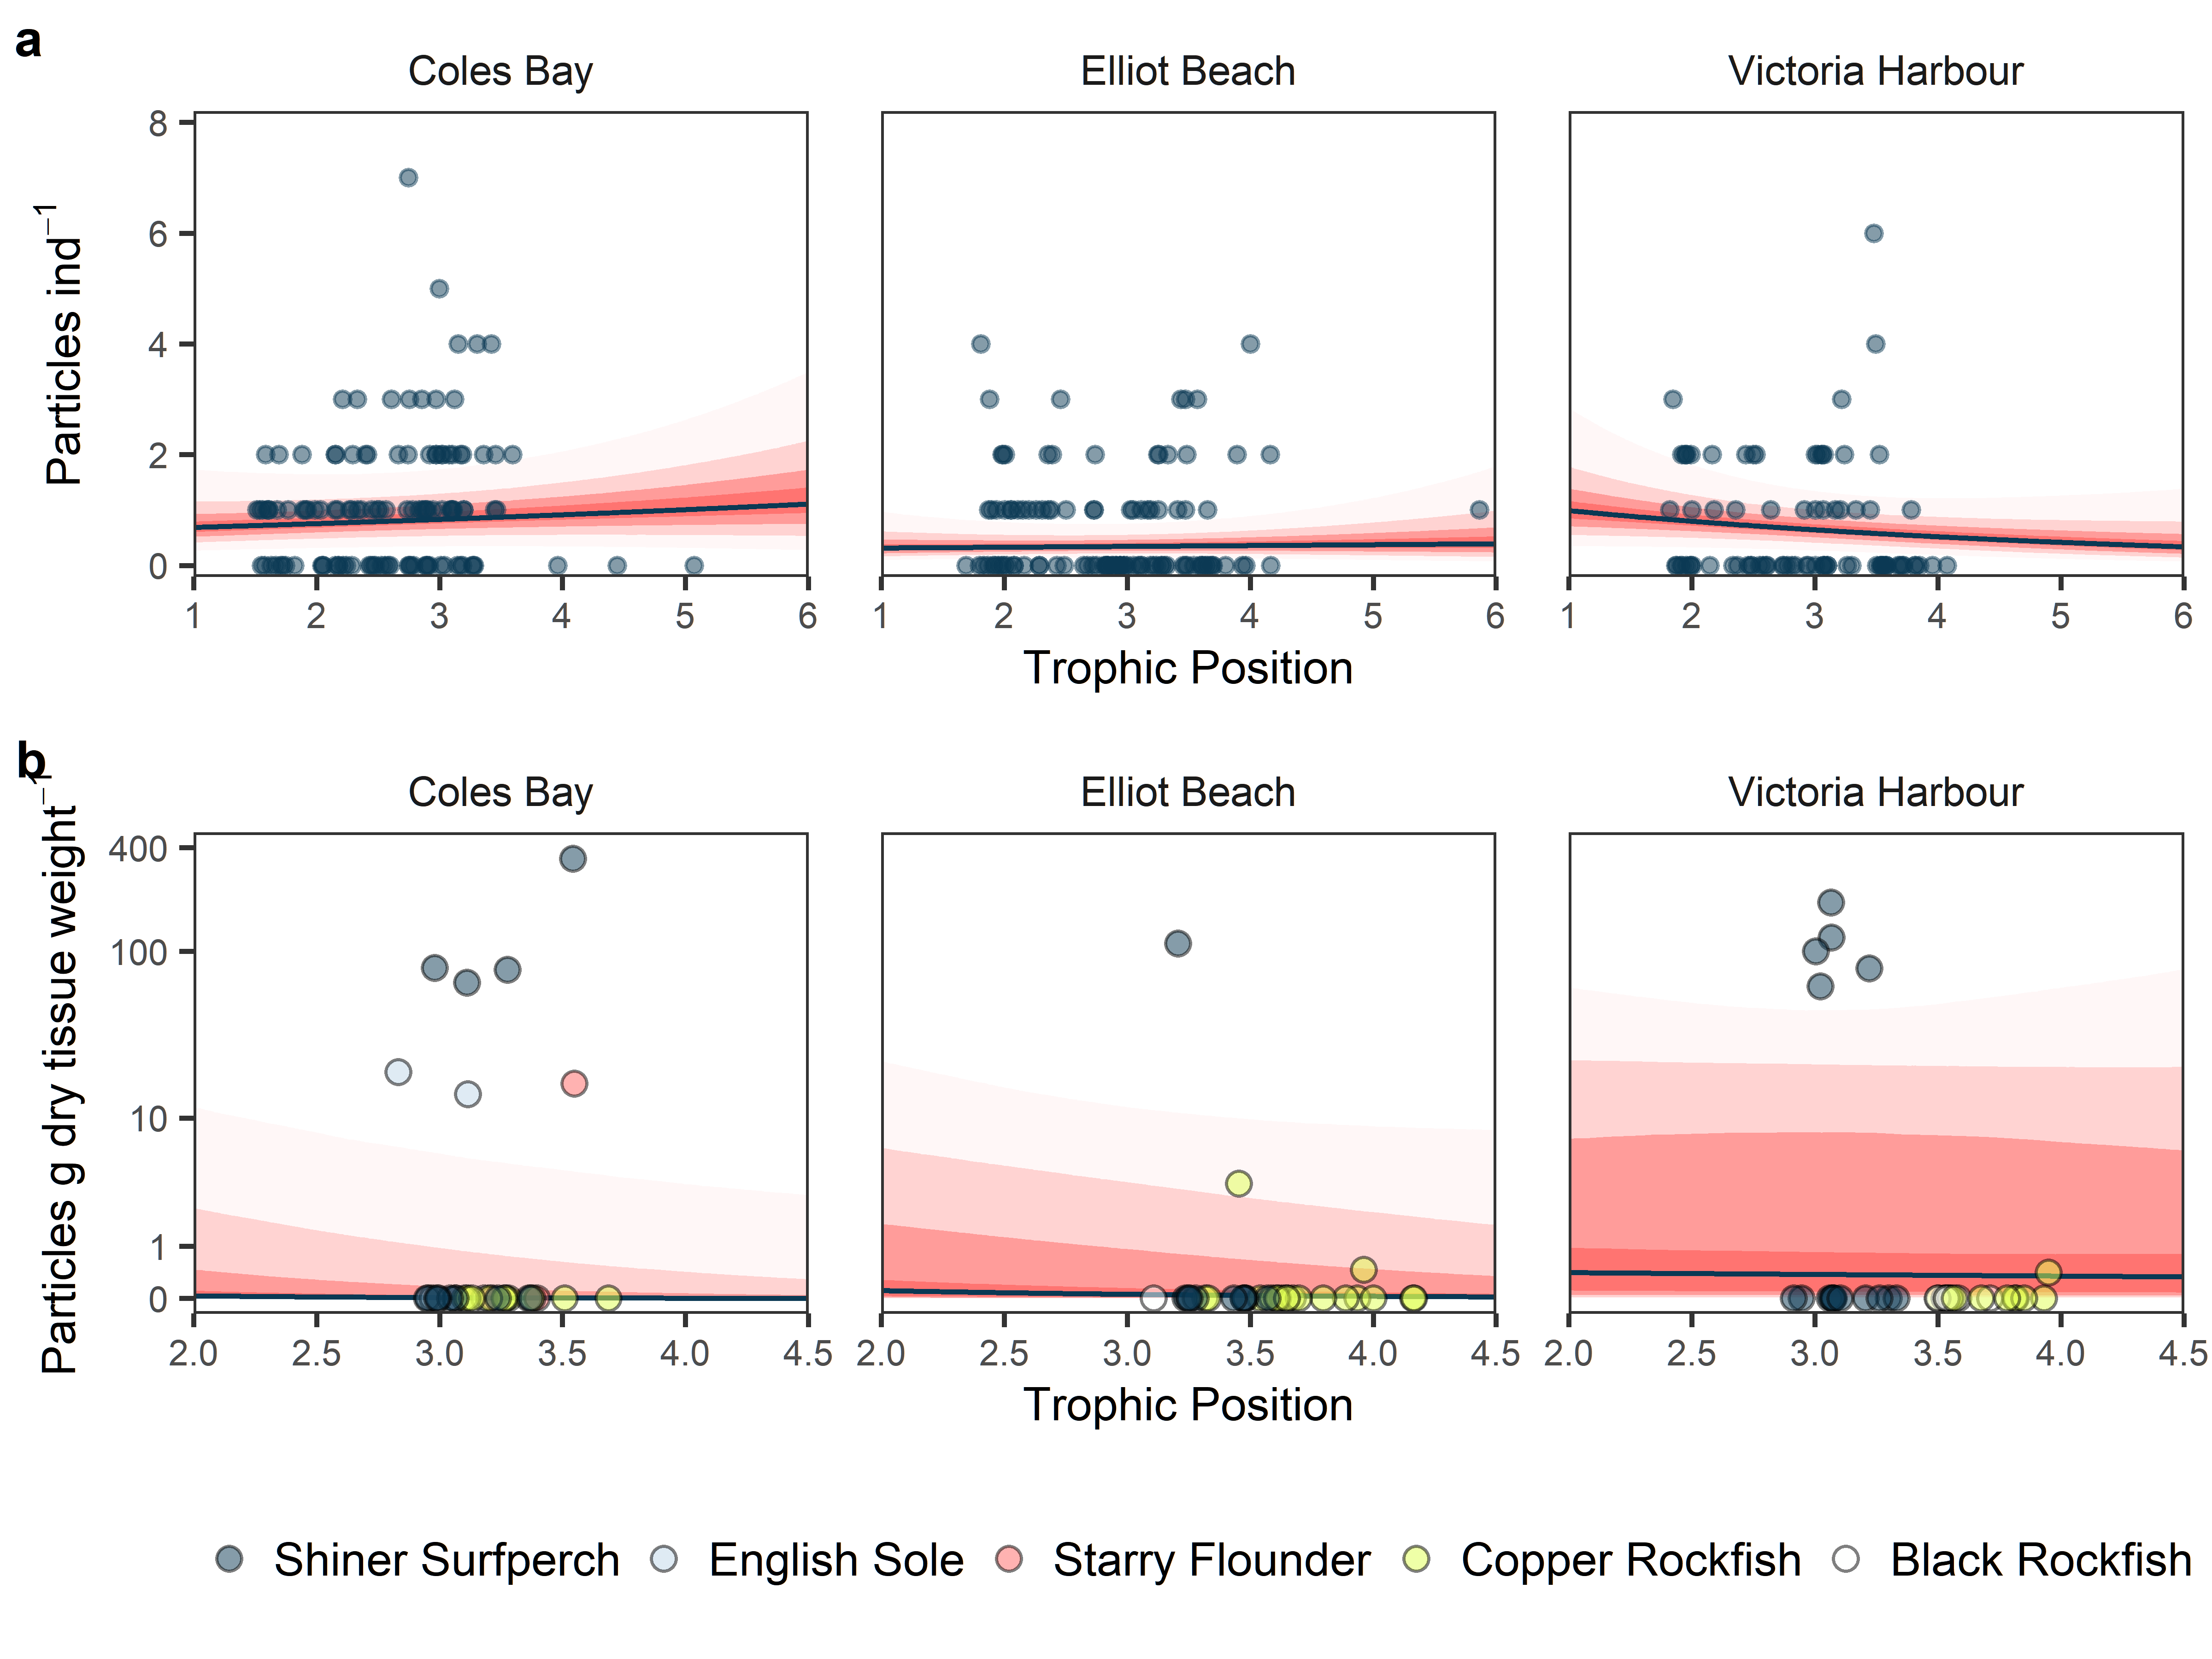 a
Coles Bay Elliot Beach Victoria Harbour
Particles ind⁻¹
8
6
4
2
0
1 2 3 4 5 6 1 2 3 4 5 6 1 2 3 4 5 6
Trophic Position
b
Coles Bay Elliot Beach Victoria Harbour
Particles g dry tissue weight⁻¹
400
100
10
1
0
2.0 2.5 3.0 3.5 4.0 4.5 2.0 2.5 3.0 3.5 4.0 4.5 2.0 2.5 3.0 3.5 4.0 4.5
Trophic Position
Shiner Surfperch English Sole Starry Flounder Copper Rockfish Black Rockfish